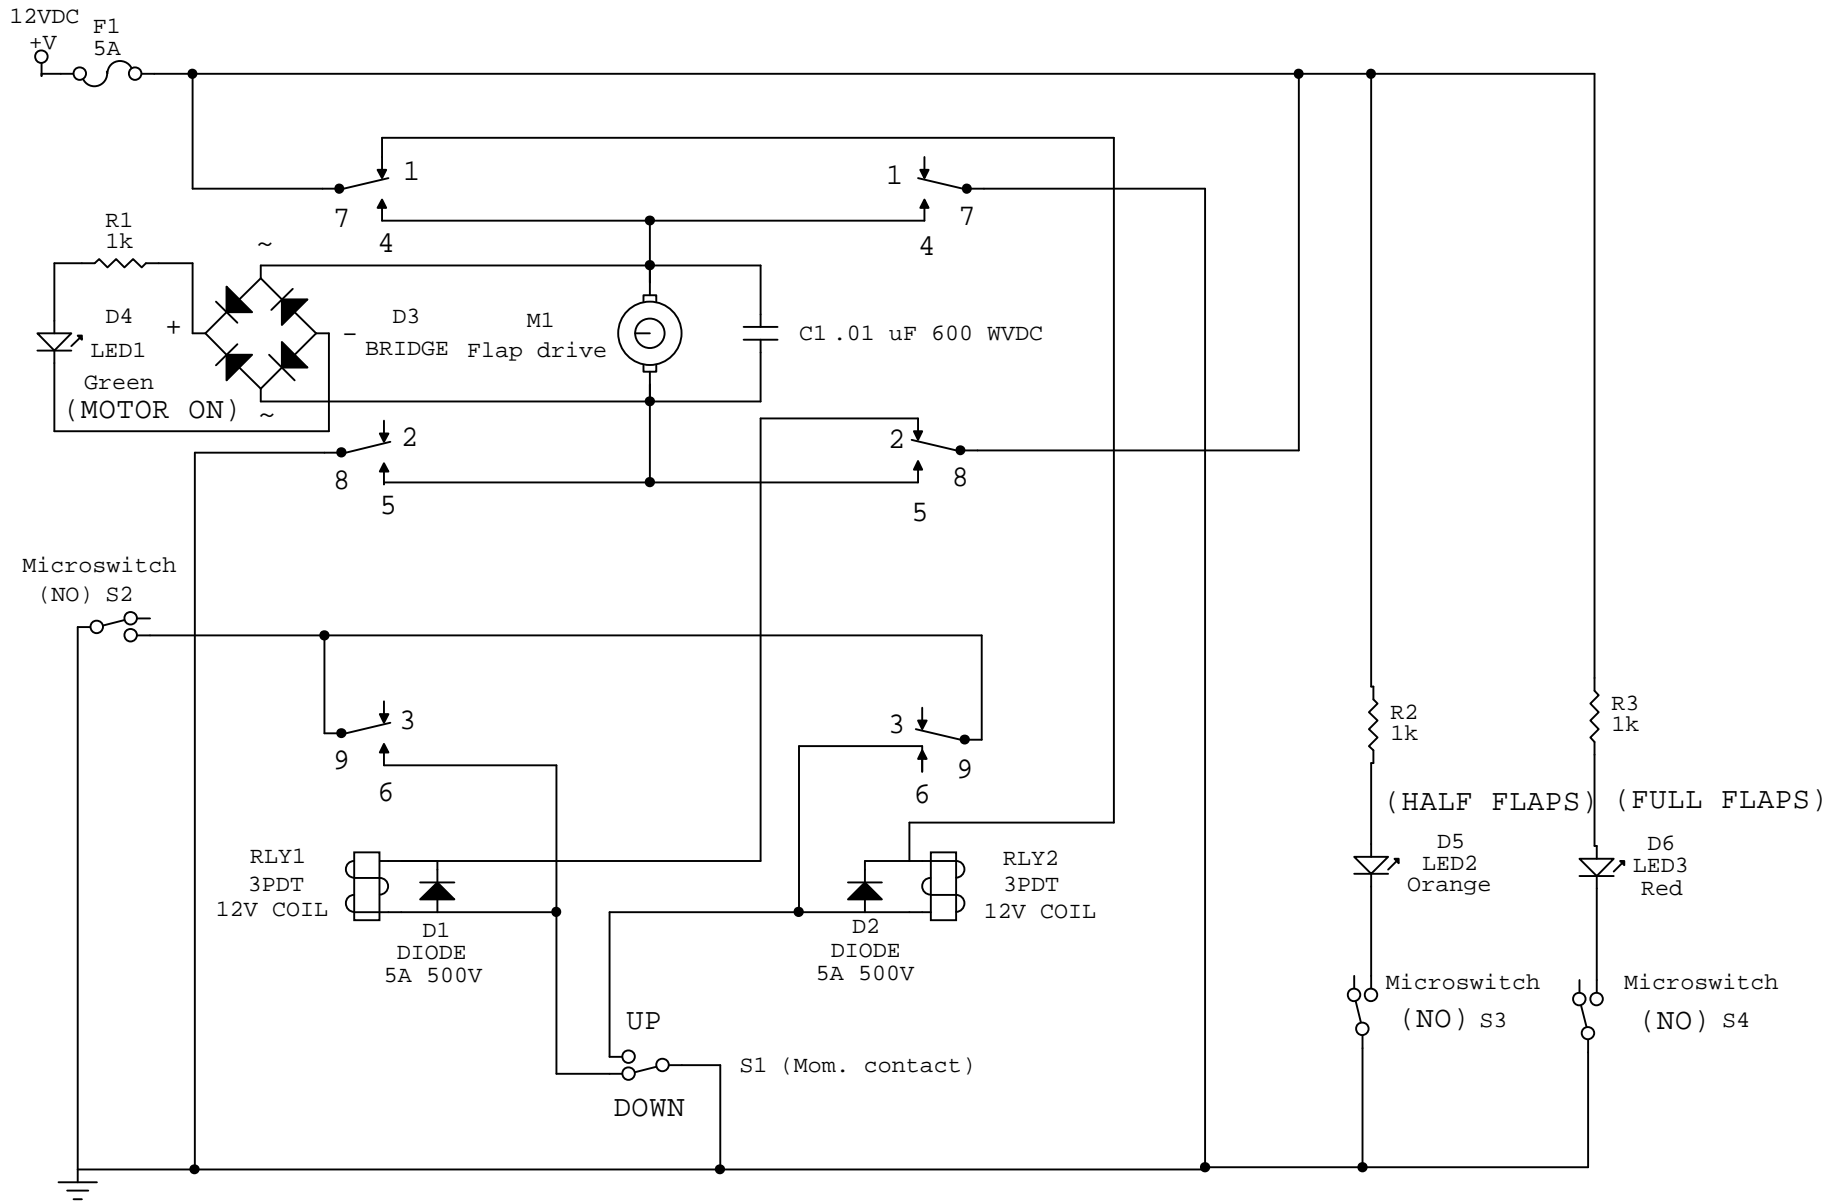 12VDC
+V
F1
5A
1
7
4
1
7
4
R1
1k
~
D4
LED1
Green
(MOTOR ON)
+
-
~
D3
BRIDGE
M1
Flap drive
C1 .01 uF 600 WVDC
2
8
5
2
8
5
Microswitch
(NO) S2
3
9
6
3
9
6
RLY1
3PDT
12V COIL
D1
DIODE
5A 500V
D2
DIODE
5A 500V
RLY2
3PDT
12V COIL
UP
S1 (Mom. contact)
DOWN
R2
1k
R3
1k
(HALF FLAPS)
(FULL FLAPS)
D5
LED2
Orange
D6
LED3
Red
Microswitch
(NO) S3
Microswitch
(NO) S4